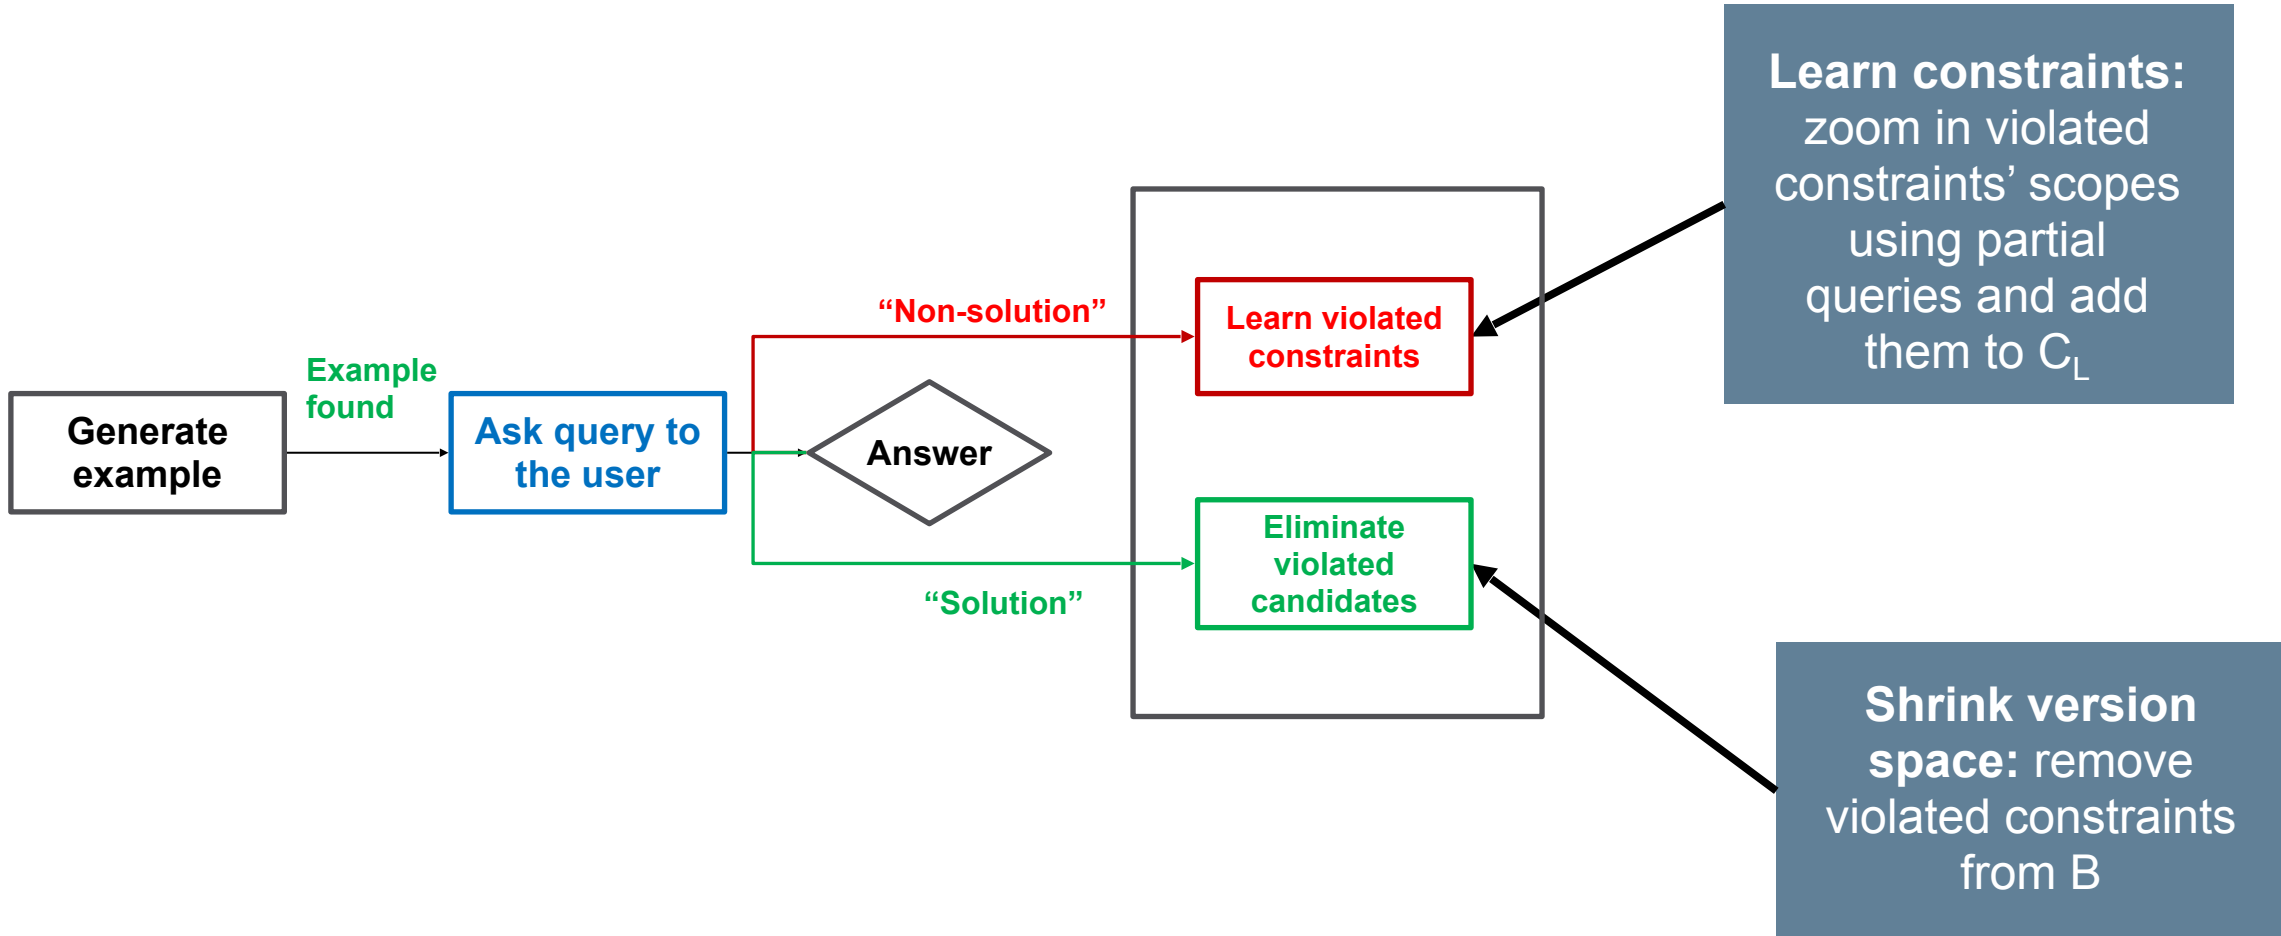 Generate
example
Example
found
Ask query to
the user
Answer
“Non-solution”
“Solution”
Learn violated
constraints
Eliminate
violated
candidates
Learn constraints:
zoom in violated
constraints’ scopes
using partial
queries and add
them to C_L
Shrink version
space: remove
violated constraints
from B